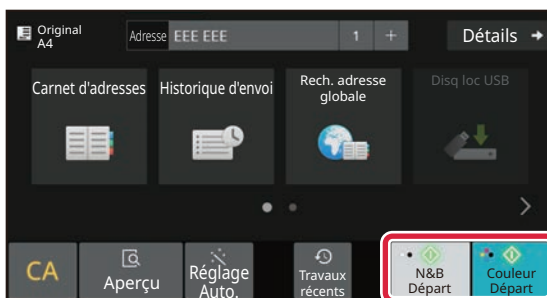 Original
A4
Adresse EEE EEE 1 +
Détails
Carnet d'adresses
Historique d'envoi
Rech. adresse
globale
Disq loc USB
CA
Aperçu
Réglage
Auto.
Travaux
récents
N&B
Départ
Couleur
Départ